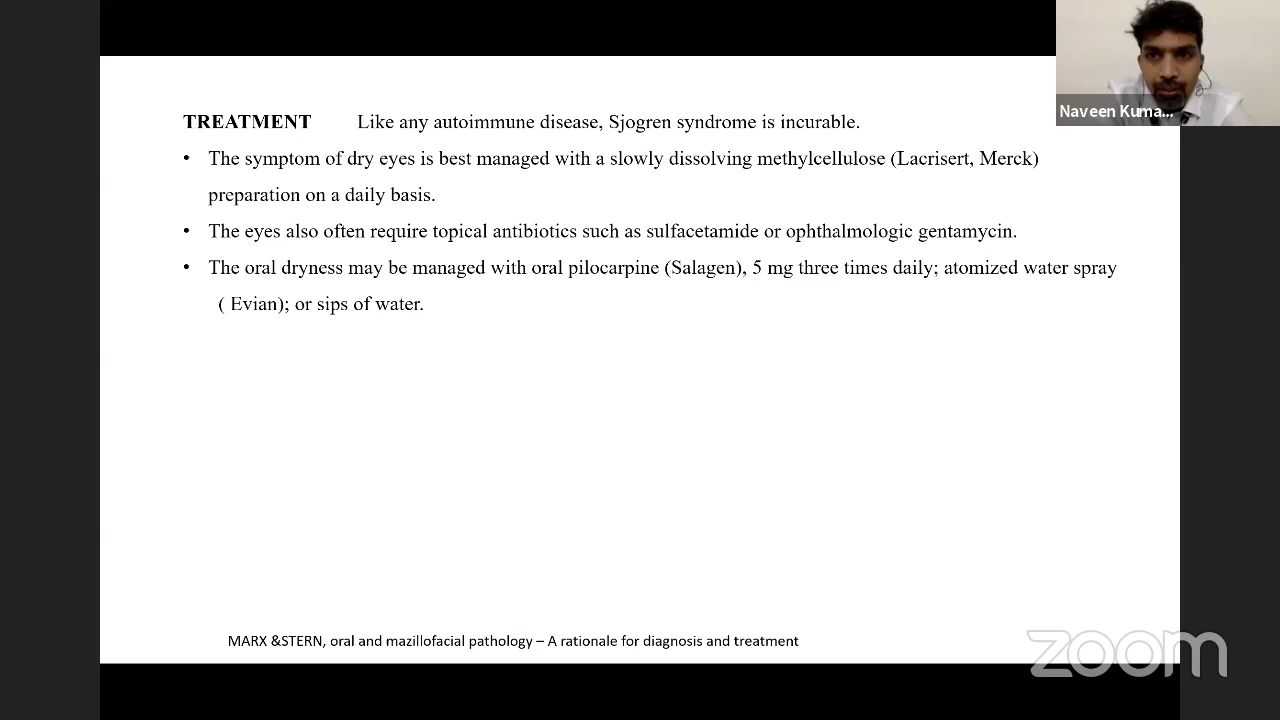 TREATMENT Like any autoimmune disease, Sjogren syndrome is incurable.
• The symptom of dry eyes is best managed with a slowly dissolving methylcellulose (Lacrisert, Merck)
preparation on a daily basis.
• The eyes also often require topical antibiotics such as sulfacetamide or ophthalmologic gentamycin.
• The oral dryness may be managed with oral pilocarpine (Salagen), 5 mg three times daily; atomized water spray
( Evian); or sips of water.
MARX &STERN, oral and mazillofacial pathology – A rationale for diagnosis and treatment
Naveen Kuma...
zoom